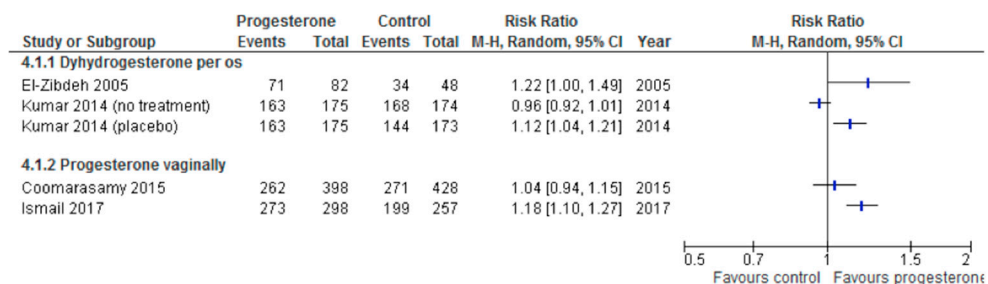 Progesterone Control Risk Ratio Risk Ratio
Study or Subgroup Events Total Events Total M-H, Random, 95% CI Year M-H, Random, 95% CI
4.1.1 Dyhydrogesterone per os
El-Zibdeh 2005 71 82 34 48 1.22 [1.00, 1.49] 2005
Kumar 2014 (no treatment) 163 175 168 174 0.96 [0.92, 1.01] 2014
Kumar 2014 (placebo) 163 175 144 173 1.12 [1.04, 1.21] 2014
4.1.2 Progesterone vaginally
Coomarasamy 2015 262 398 271 428 1.04 [0.94, 1.15] 2015
Ismail 2017 273 298 199 257 1.18 [1.10, 1.27] 2017
0.5 0.7 1 1.5 2
Favours control Favours progesterone